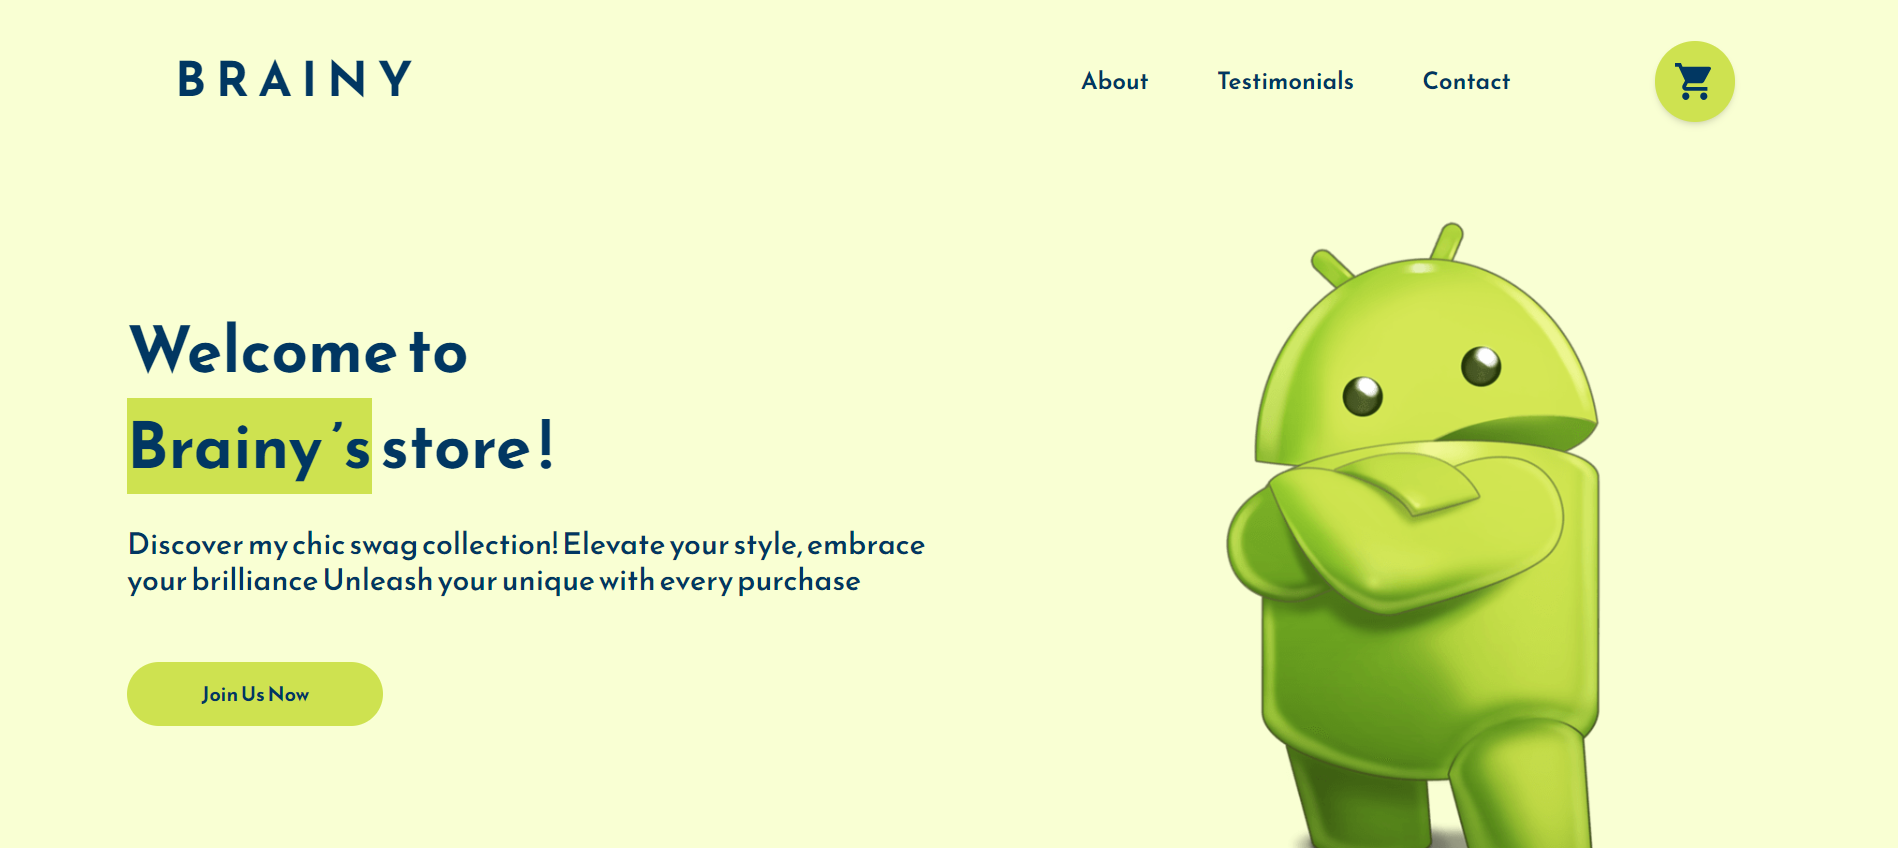 BRAINY
About Testimonials Contact
Welcome to
Brainy 's store !
Discover my chic swag collection! Elevate your style, embrace
your brilliance Unleash your unique with every purchase
Join Us Now